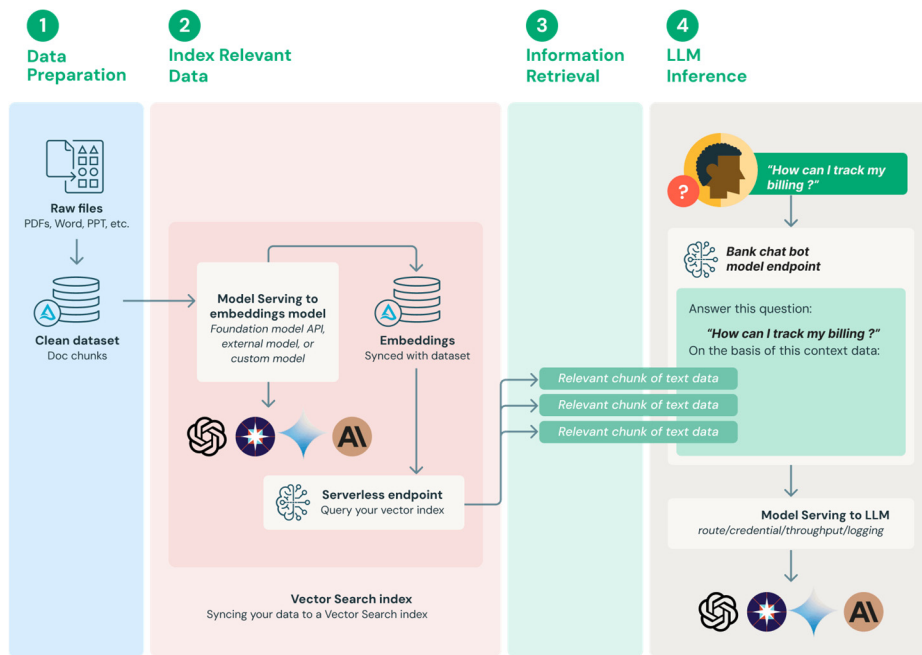 1
Data
Preparation
2
Index Relevant
Data
3
Information
Retrieval
4
LLM
Inference
Raw files
PDFs, Word, PPT, etc.
Clean dataset
Doc chunks
Model Serving to
embeddings model
Foundation model API,
external model, or
custom model
Embeddings
Synced with dataset
Serverless endpoint
Query your vector index
Vector Search index
Syncing your data to a Vector Search index
Relevant chunk of text data
Relevant chunk of text data
Relevant chunk of text data
?
"How can I track my
billing ?"
Bank chat bot
model endpoint
Answer this question:
"How can I track my billing ?"
On the basis of this context data:
Model Serving to LLM
route/credential/throughput/logging